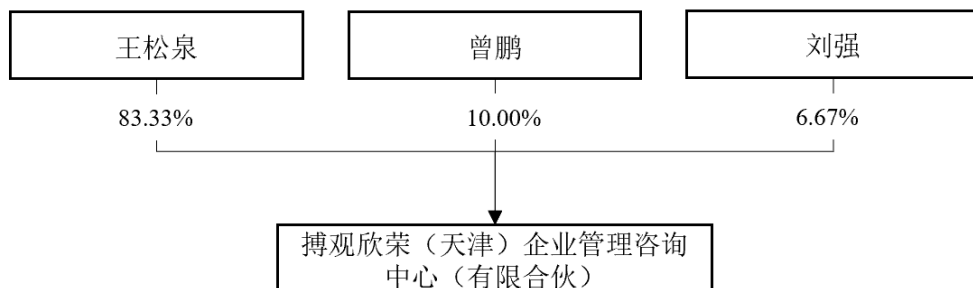 王松泉
曾鹏
刘强
83.33%
10.00%
6.67%
搏观欣荣（天津）企业管理咨询
中心（有限合伙）